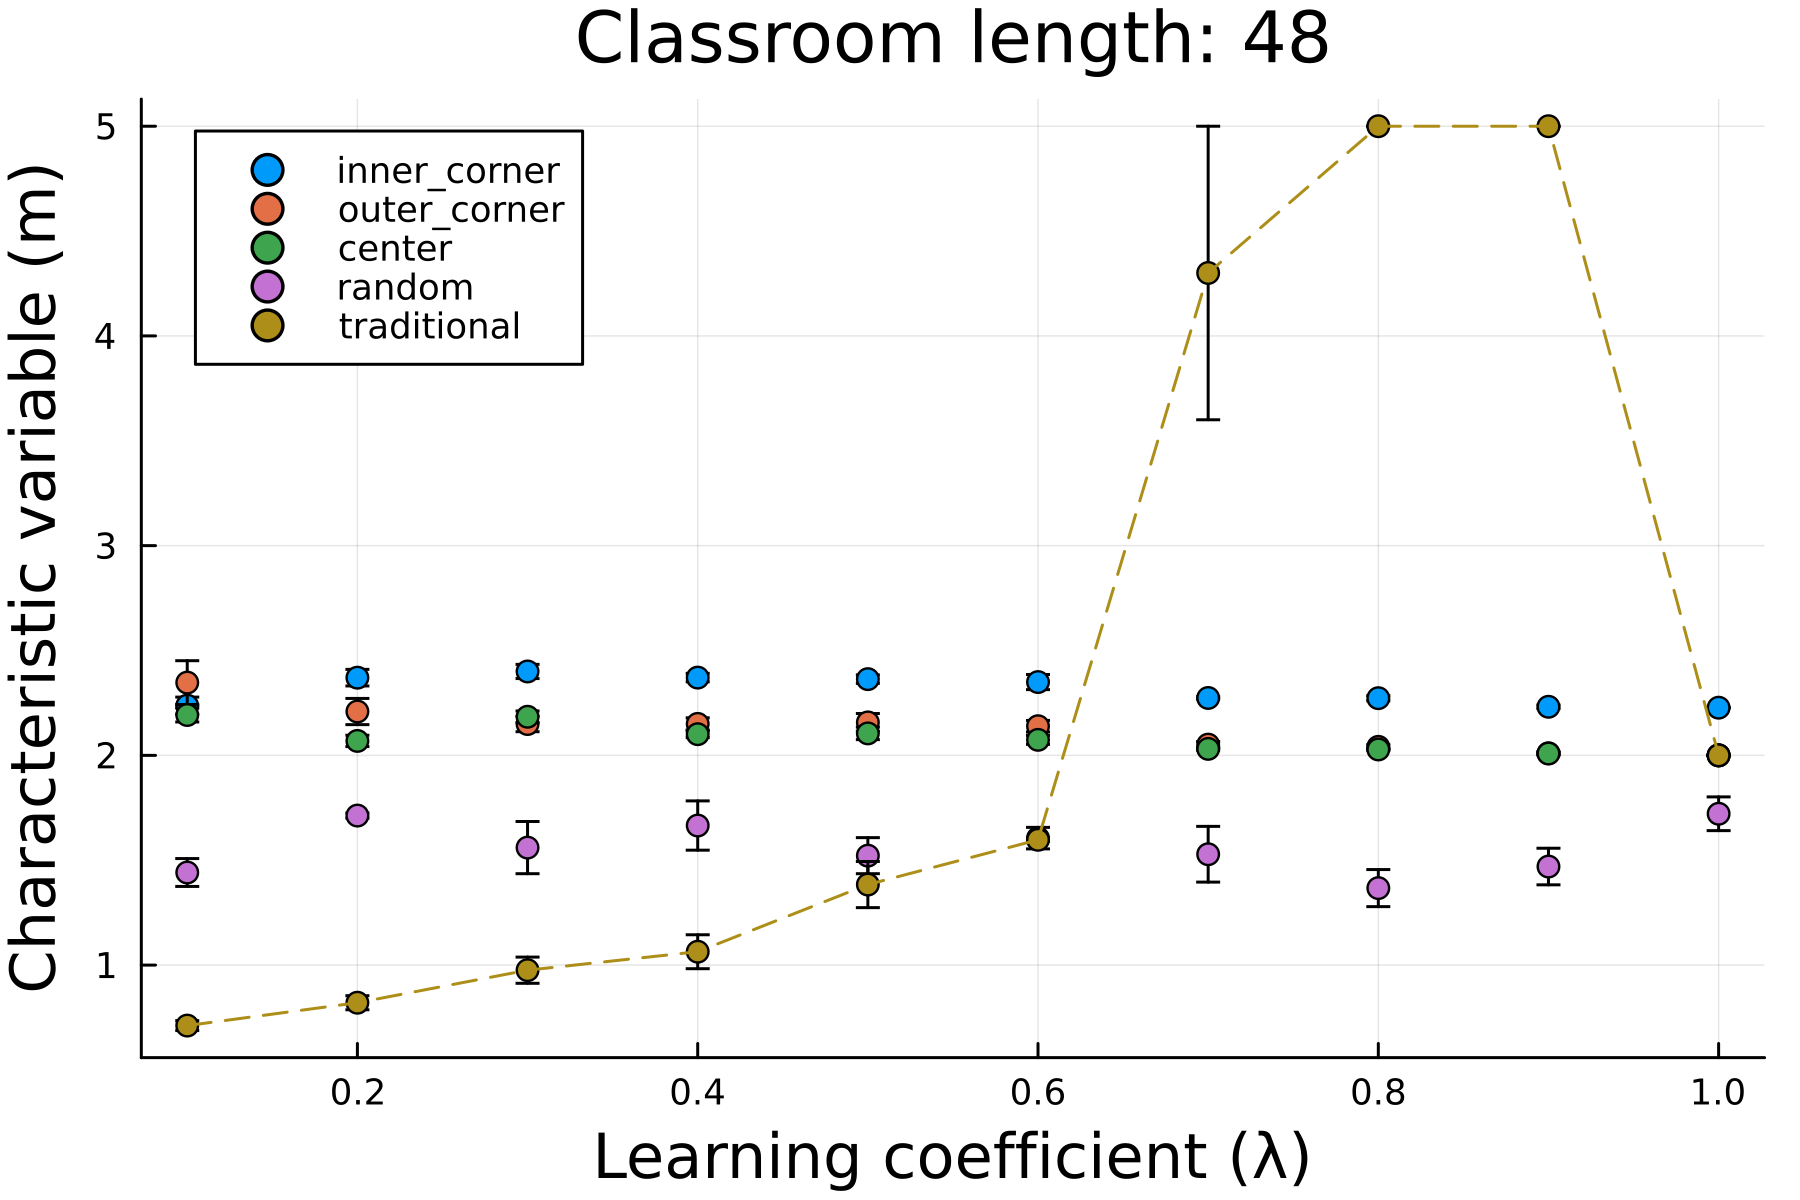 Classroom length: 48
5
4
3
2
1
Characteristic variable (m)
inner_corner
outer_corner
center
random
traditional
0.2
0.4
0.6
0.8
1.0
Learning coefficient (λ)